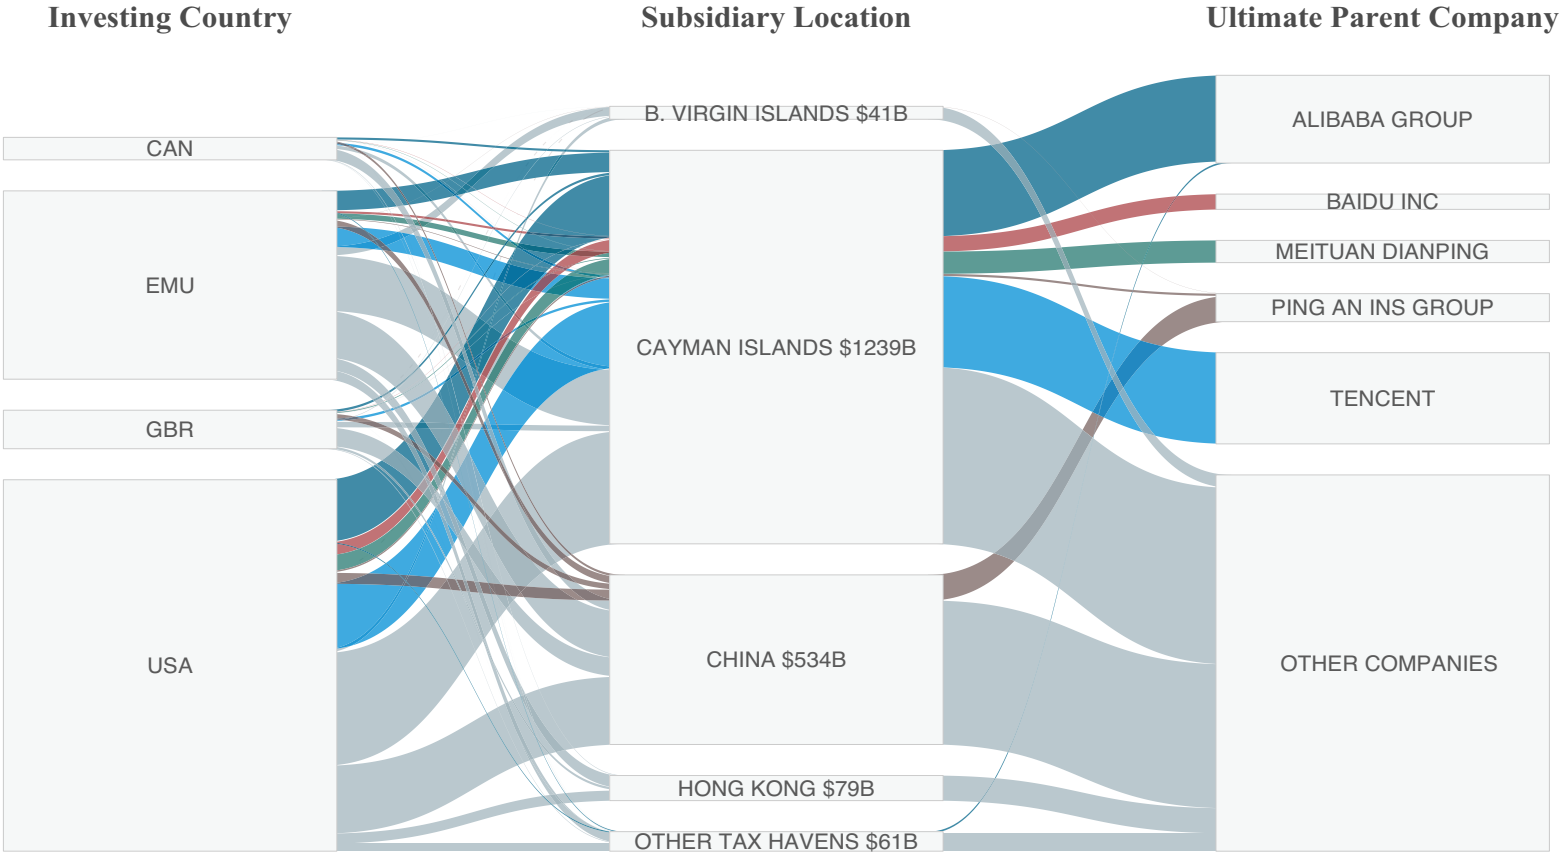 Investing Country
Subsidiary Location
Ultimate Parent Company
CAN
EMU
GBR
USA
B. VIRGIN ISLANDS $41B
CAYMAN ISLANDS $1239B
CHINA $534B
HONG KONG $79B
OTHER TAX HAVENS $61B
ALIBABA GROUP
BAIDU INC
MEITUAN DIANPING
PING AN INS GROUP
TENCENT
OTHER COMPANIES